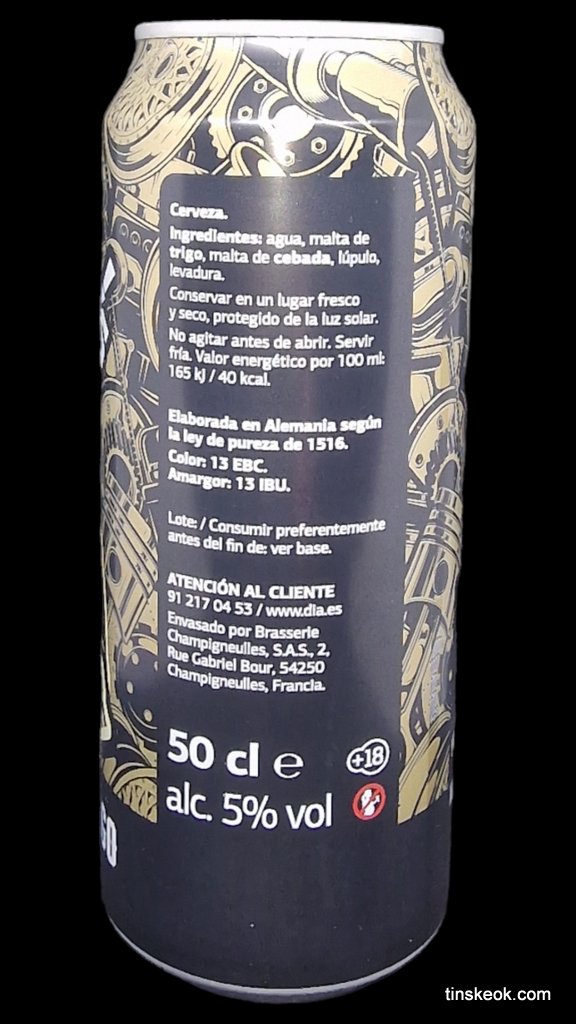 Cerveza.
Ingredientes: agua, malta de
trigo, malta de cebada, lúpulo,
levadura.
Conservar en un lugar fresco
y seco, protegido de la luz solar.
No agitar antes de abrir. Servir
fría. Valor energético por 100 ml:
165 kJ / 40 kcal.
Elaborada en Alemania según
la ley de pureza de 1516.
Color: 13 EBC.
Amargor: 13 IBU.
Lote: / Consumir preferentemente
antes del fin de: ver base.
ATENCIÓN AL CLIENTE
91 217 04 53 / www.dia.es
Envasado por Brasserie
Champigneulles, S.A.S., 2,
Rue Gabriel Bour, 54250
Champigneulles, Francia.
50 cl e +18
alc. 5% vol
GO
tinskeok.com